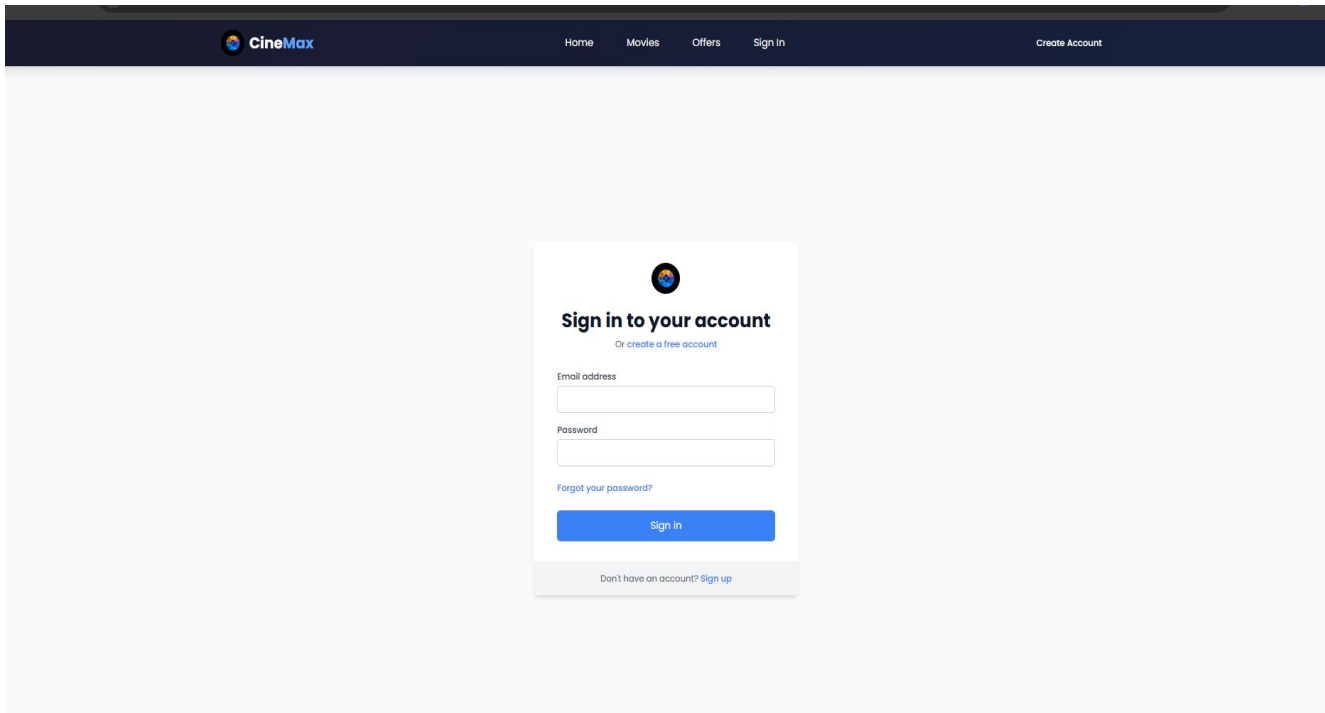 CineMax
Home Movies Offers Sign In
Create Account
Sign in to your account
Or create a free account
Email address
Password
Forgot your password?
Sign in
Don't have an account? Sign up